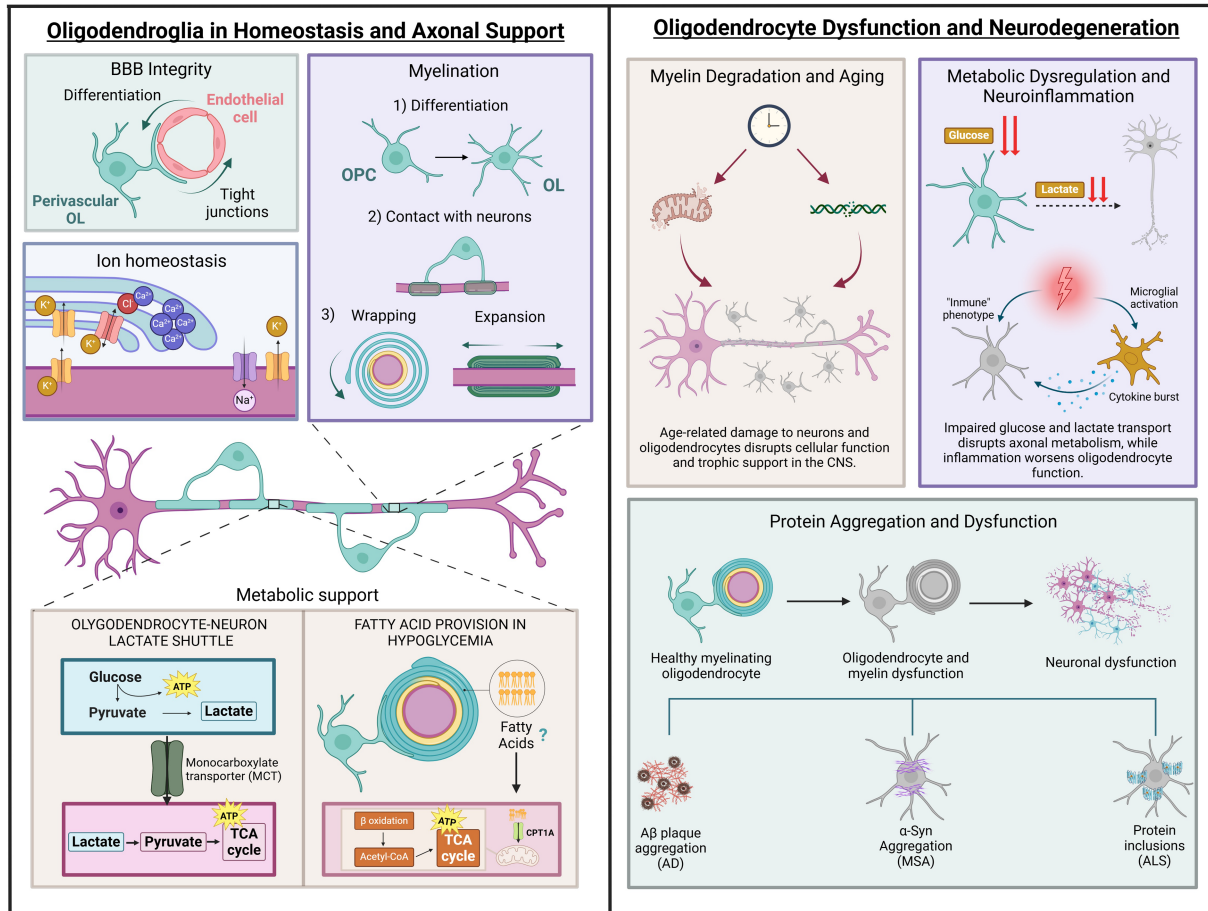 Oligodendroglia in Homeostasis and Axonal Support
BBB Integrity
Differentiation
Endothelial
cell
Perivascular
OL
Tight
junctions
Myelination
1) Differentiation
OPC
OL
2) Contact with neurons
3)
Wrapping
Expansion
Ion homeostasis
K+
K+
Cl-
Ca2+
Ca2+
Ca2+
Ca2+
Ca2+
K+
K+
Na+
Metabolic support
OLYGODENDROCYTE-NEURON
LACTATE SHUTTLE
Glucose
ATP
Pyruvate
Lactate
Monocarboxylate
transporter (MCT)
ATP
Lactate
Pyruvate
TCA
cycle
FATTY ACID PROVISION IN
HYPOGLYCEMIA
Fatty
Acids ?
β oxidation
Acetyl-CoA
ATP
TCA
cycle
CPT1A
Oligodendrocyte Dysfunction and Neurodegeneration
Myelin Degradation and Aging
Age-related damage to neurons and
oligodendrocytes disrupts cellular function
and trophic support in the CNS.
Metabolic Dysregulation and
Neuroinflammation
Glucose
Lactate
"Inmune"
phenotype
Microglial
activation
Cytokine burst
Impaired glucose and lactate transport
disrupts axonal metabolism, while
inflammation worsens oligodendrocyte
function.
Protein Aggregation and Dysfunction
Healthy myelinating
oligodendrocyte
Oligodendrocyte and
myelin dysfunction
Neuronal dysfunction
Aβ plaque
aggregation
(AD)
α-Syn
Aggregation
(MSA)
Protein
inclusions
(ALS)